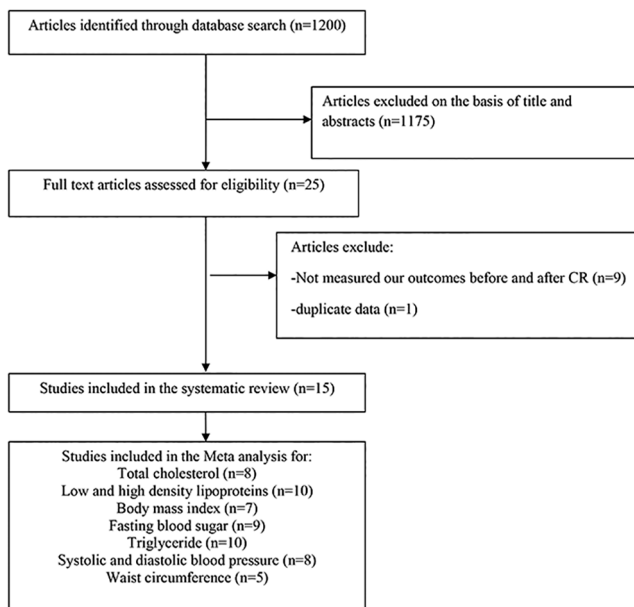 Articles identified through database search (n=1200)
Articles excluded on the basis of title and
abstracts (n=1175)
Full text articles assessed for eligibility (n=25)
Articles exclude:
-Not measured our outcomes before and after CR (n=9)
-duplicate data (n=1)
Studies included in the systematic review (n=15)
Studies included in the Meta analysis for:
Total cholesterol (n=8)
Low and high density lipoproteins (n=10)
Body mass index (n=7)
Fasting blood sugar (n=9)
Triglyceride (n=10)
Systolic and diastolic blood pressure (n=8)
Waist circumference (n=5)